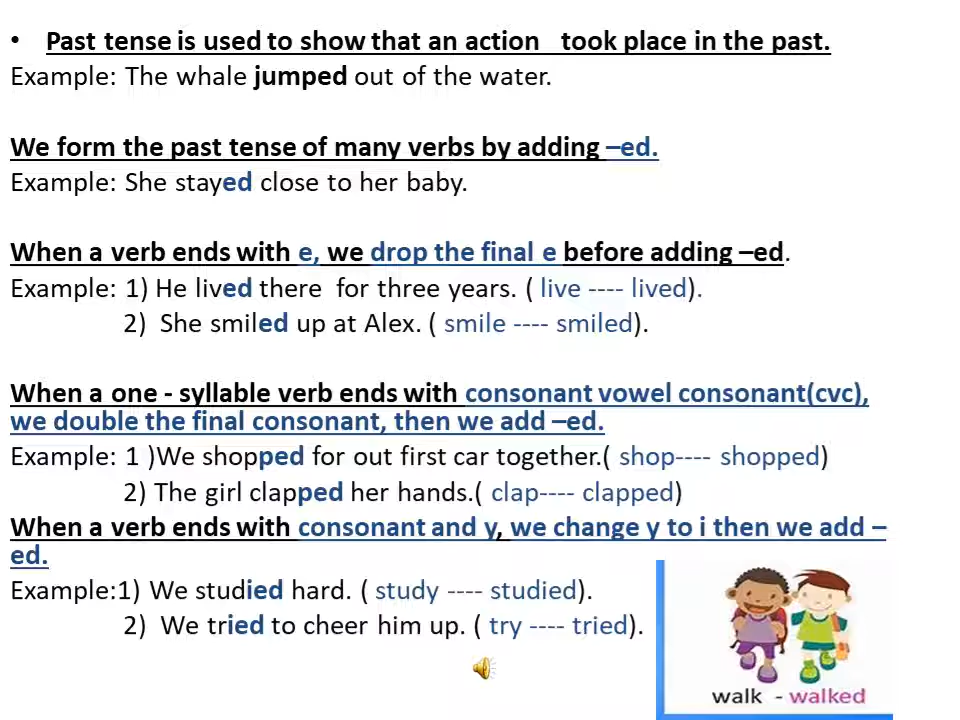 • Past tense is used to show that an action took place in the past.
Example: The whale jumped out of the water.
We form the past tense of many verbs by adding –ed.
Example: She stayed close to her baby.
When a verb ends with e, we drop the final e before adding –ed.
Example: 1) He lived there for three years. ( live ---- lived).
2) She smiled up at Alex. ( smile ---- smiled).
When a one - syllable verb ends with consonant vowel consonant(cvc),
we double the final consonant, then we add –ed.
Example: 1 )We shopped for out first car together.( shop---- shopped)
2) The girl clapped her hands.( clap---- clapped)
When a verb ends with consonant and y, we change y to i then we add –
ed.
Example:1) We studied hard. ( study ---- studied).
2) We tried to cheer him up. ( try ---- tried).
walk - walked